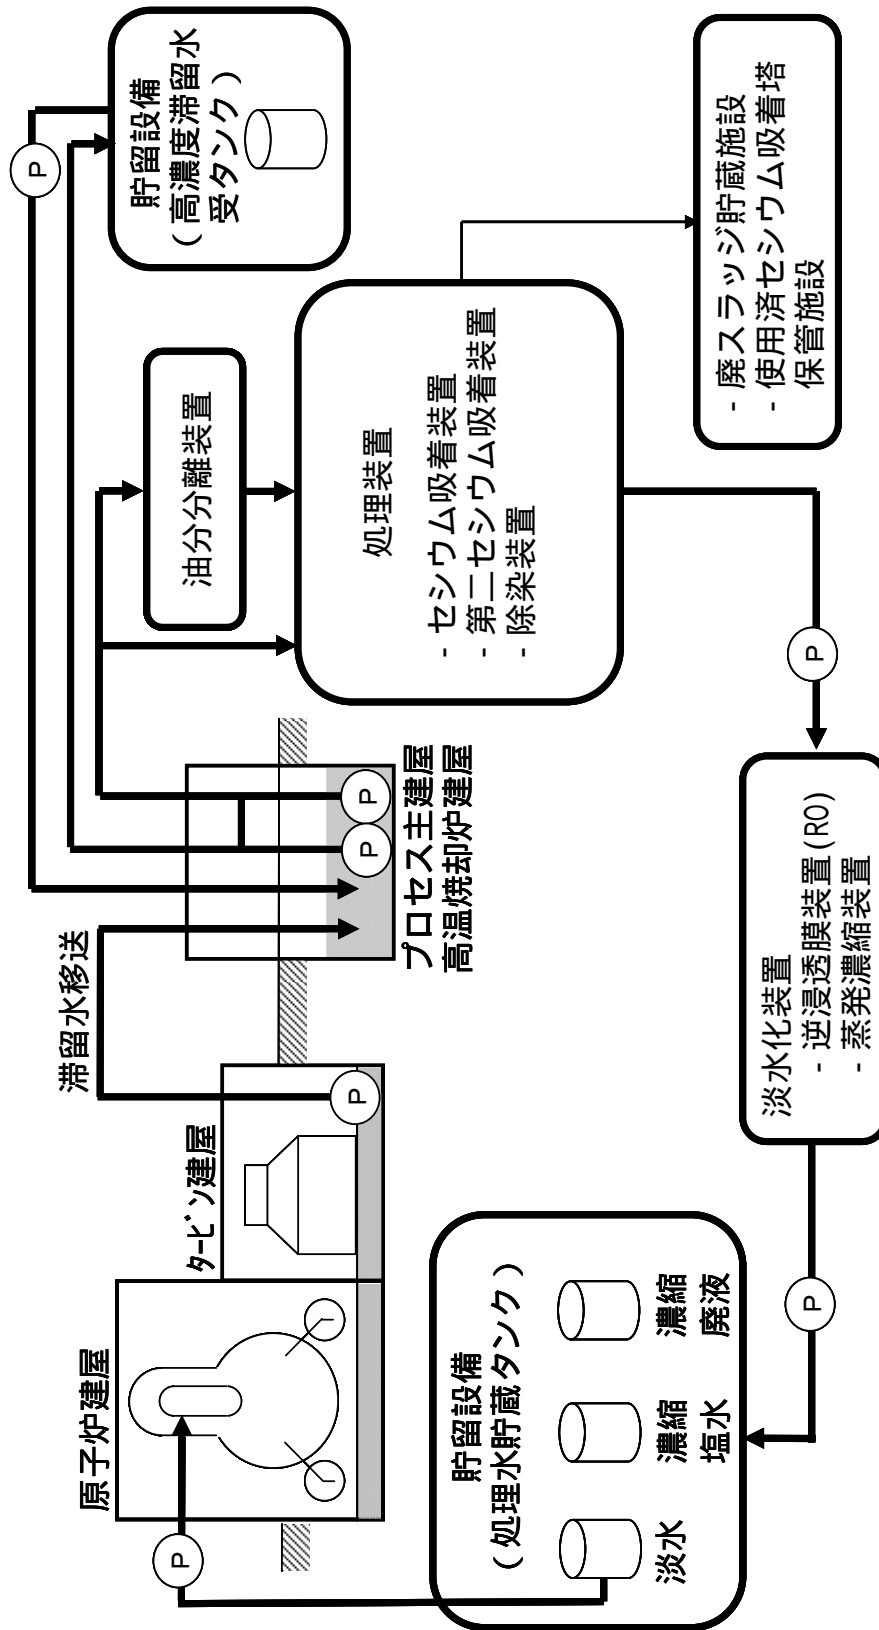 原子炉建屋
P
タービン建屋
滞留水移送
P
プロセス主建屋
高温焼却炉建屋
P
P
P
貯留設備
(高濃度滞留水
受タンク)
油分分離装置
処理装置
- セシウム吸着装置
- 第二セシウム吸着装置
- 除染装置
- 廃スラッジ貯蔵施設
- 使用済セシウム吸着塔
保管施設
P
淡水化装置
- 逆浸透膜装置(RO)
- 蒸発濃縮装置
P
貯留設備
(処理水貯蔵タンク)
淡水
濃縮
塩水
濃縮
廃液